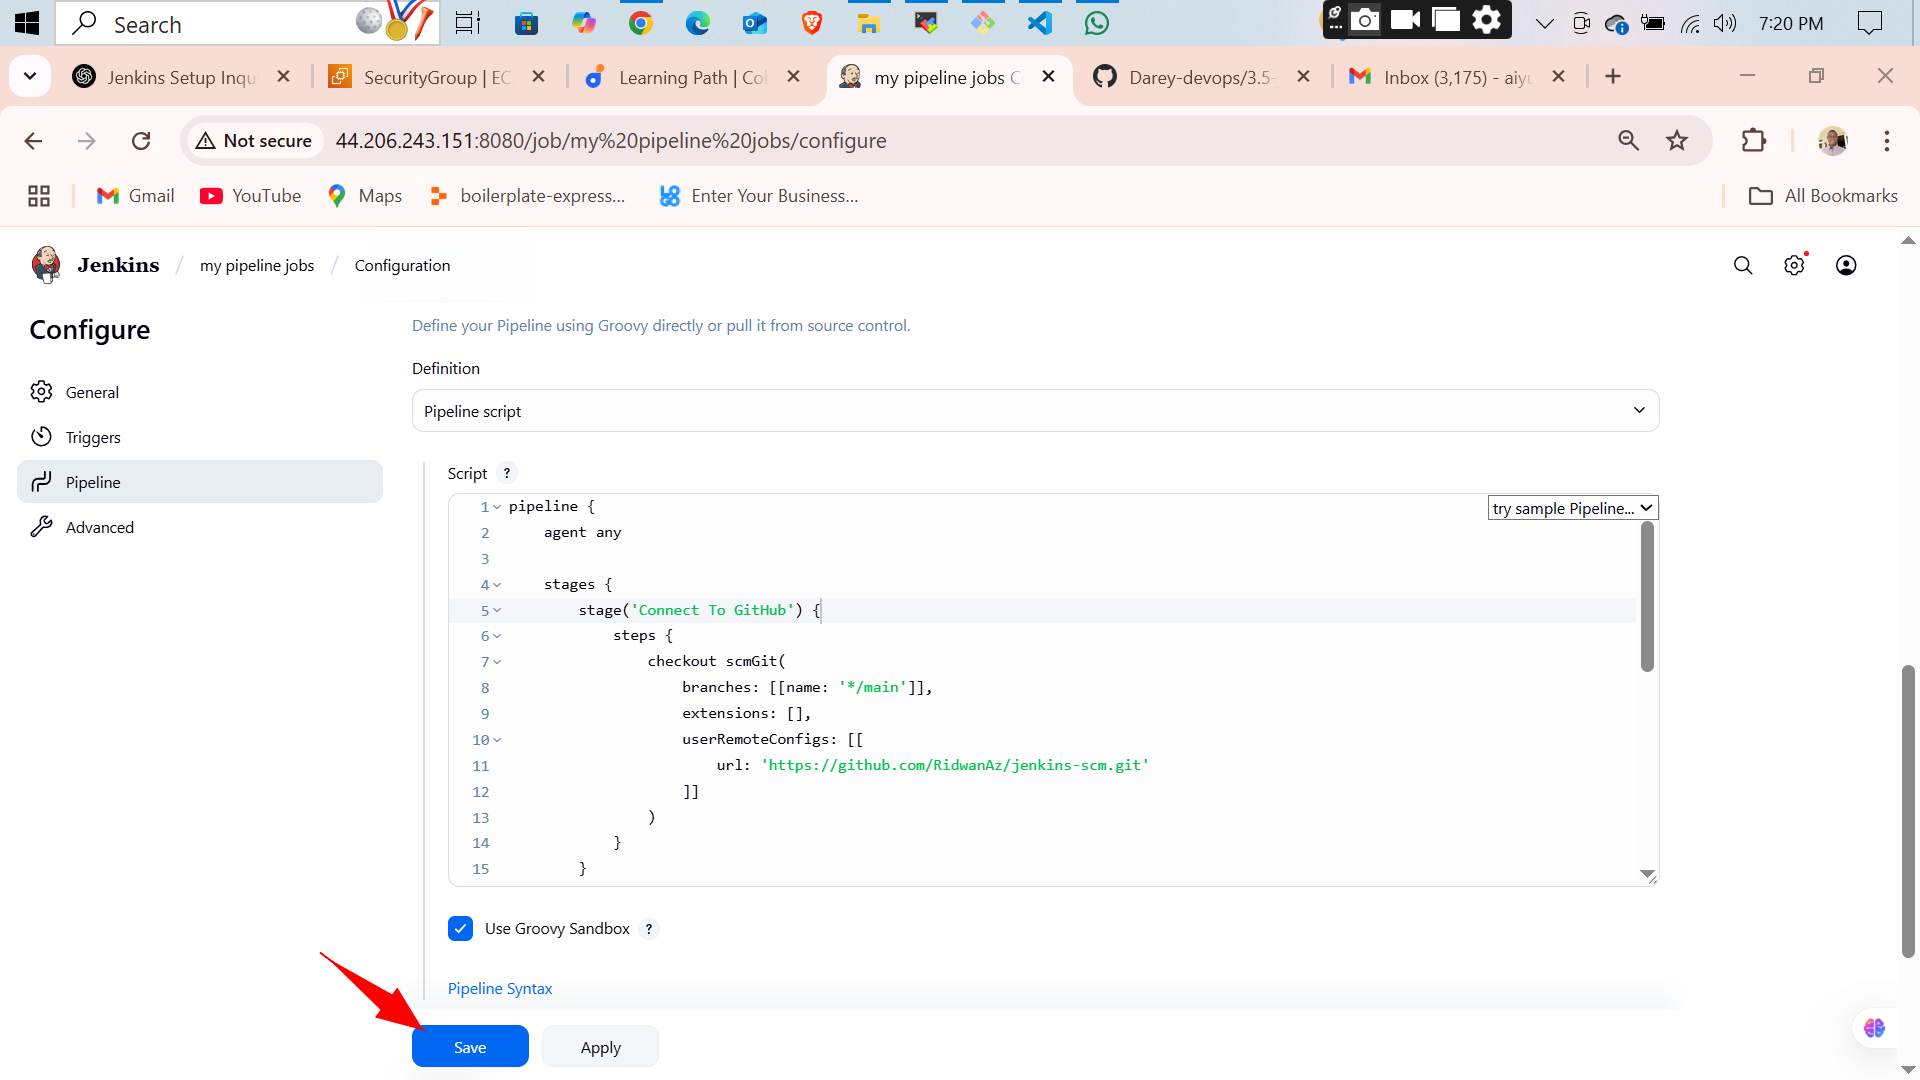 Search
7:20 PM
Jenkins Setup Inqu
SecurityGroup | EC
Learning Path | Col
my pipeline jobs C
Darey-devops/3.5-
Inbox (3,175) - aiyu
Not secure
44.206.243.151:8080/job/my%20pipeline%20jobs/configure
Gmail
YouTube
Maps
boilerplate-express...
Enter Your Business...
All Bookmarks
Jenkins / my pipeline jobs / Configuration
Configure
General
Triggers
Pipeline
Advanced
Define your Pipeline using Groovy directly or pull it from source control.
Definition
Pipeline script
Script ?
try sample Pipeline...
1 pipeline {
2 agent any
3
4 stages {
5 stage('Connect To GitHub') {
6 steps {
7 checkout scmGit(
8 branches: [[name: '*/main']],
9 extensions: [],
10 userRemoteConfigs: [[
11 url: 'https://github.com/RidwanAz/jenkins-scm.git'
12 ]]
13 )
14 }
15 }
Use Groovy Sandbox ?
Pipeline Syntax
Save
Apply